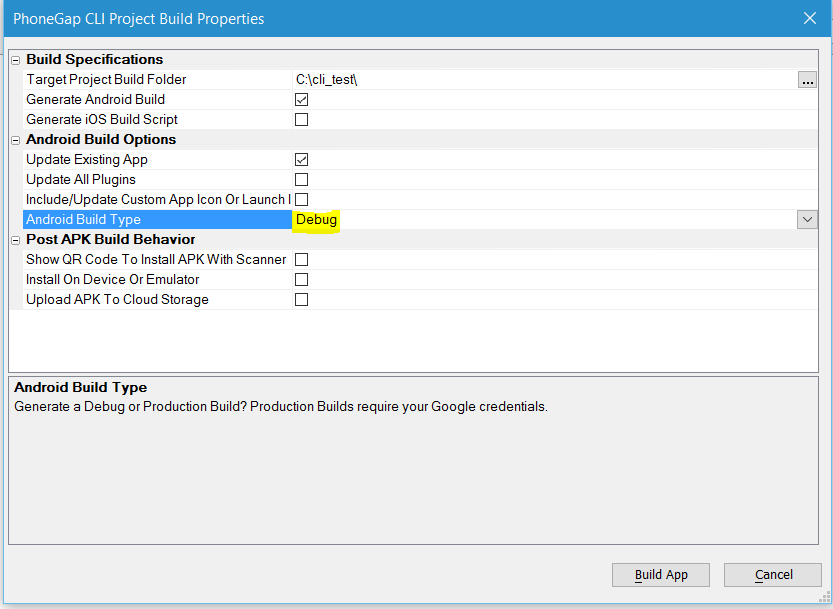 PhoneGap CLI Project Build Properties
Build Specifications
Target Project Build Folder C:\cli_test\ ...
Generate Android Build
Generate iOS Build Script
Android Build Options
Update Existing App
Update All Plugins
Include/Update Custom App Icon Or Launch I
Android Build Type Debug
Post APK Build Behavior
Show QR Code To Install APK With Scanner
Install On Device Or Emulator
Upload APK To Cloud Storage
Android Build Type
Generate a Debug or Production Build? Production Builds require your Google credentials.
Build App Cancel